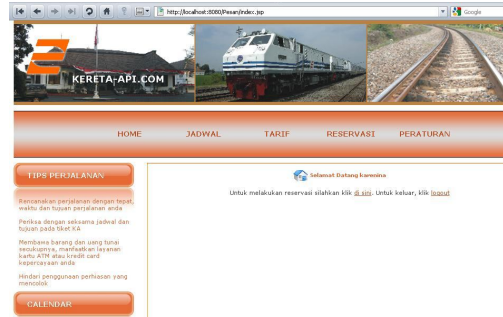 http://localhost:8080/Pesan/index.jsp
Google
KERETA-API.COM
HOME JADWAL TARIF RESERVASI PERATURAN
TIPS PERJALANAN
Rencanakan perjalanan dengan tepat,
waktu dan tujuan perjalanan anda
Periksa dengan seksama jadwal dan
tujuan pada tiket KA
Membawa barang dan uang tunai
secukupnya, manfaatkan layanan
kartu ATM atau kredit card
kepercayaan anda
Hindari penggunaan perhiasan yang
mencolok
CALENDAR
Selamat Datang karenina
Untuk melakukan reservasi silahkan klik di sini. Untuk keluar, klik logout